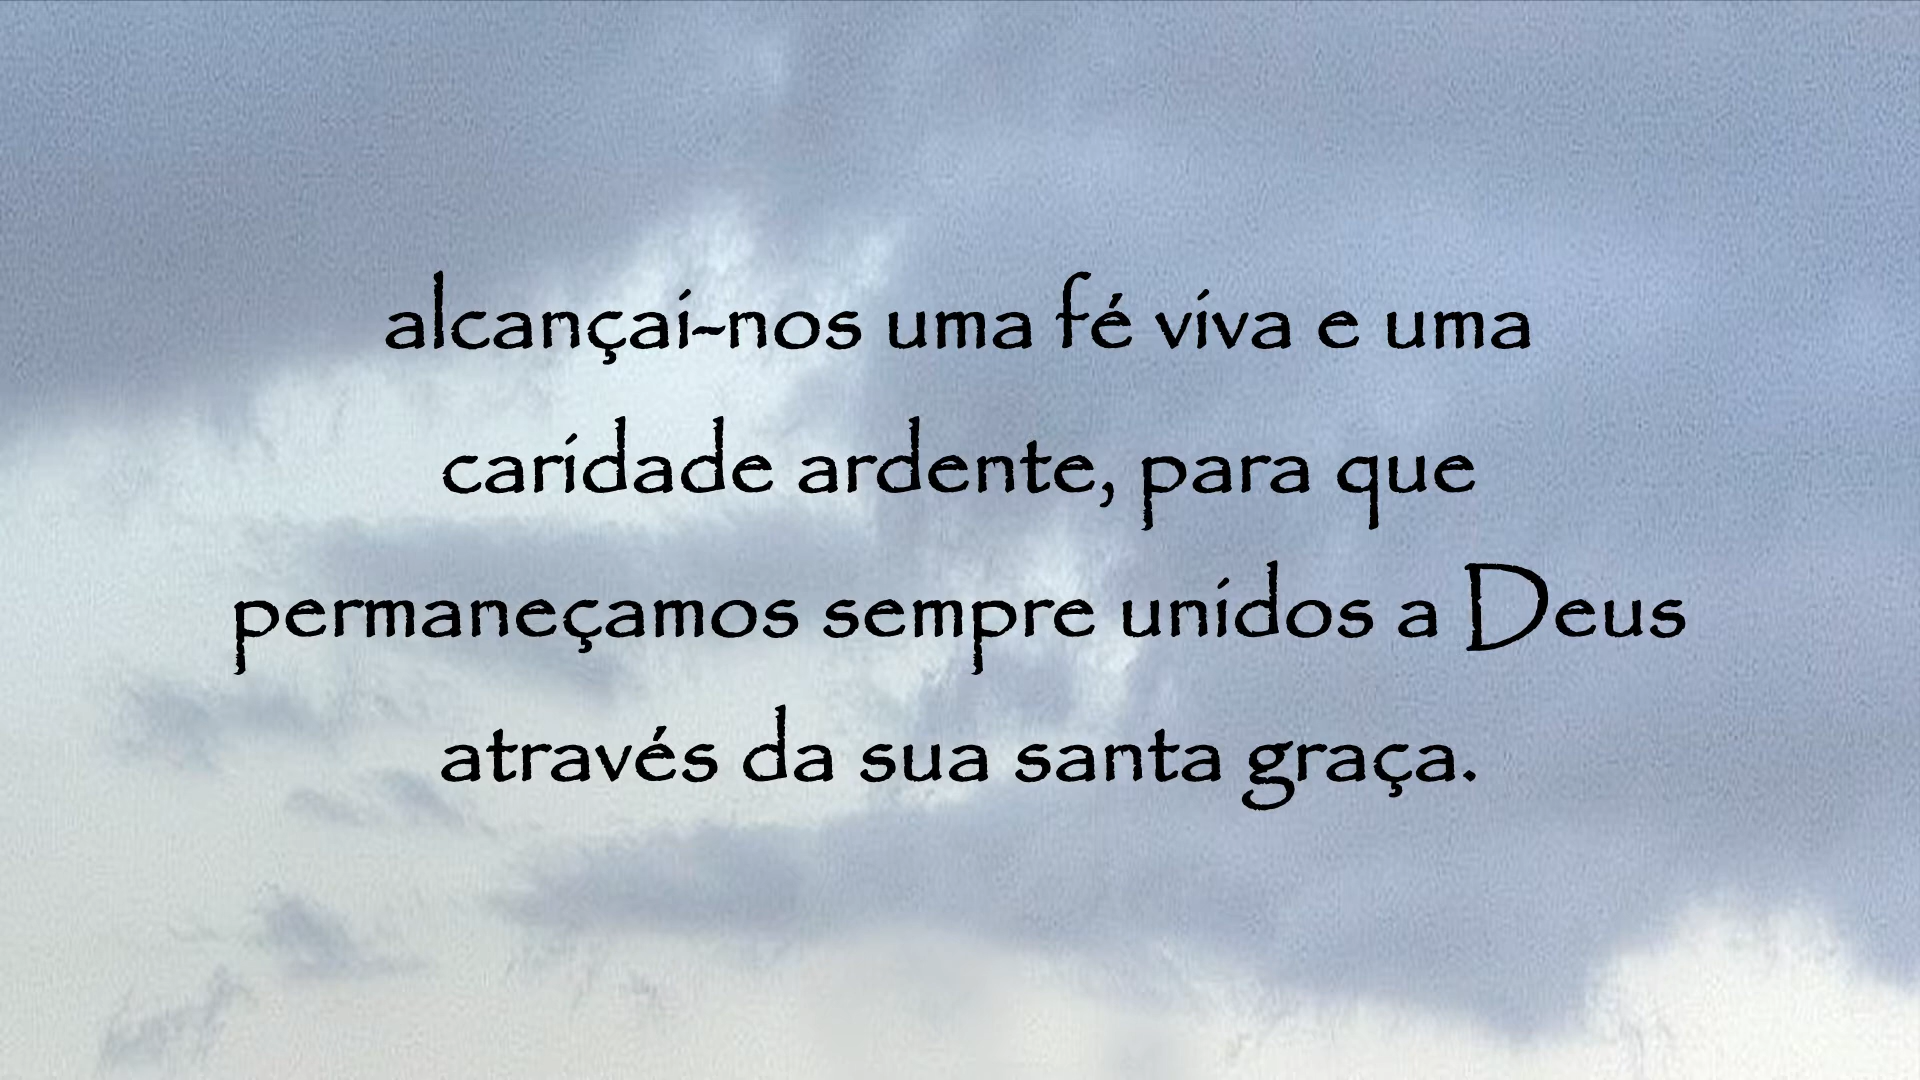 alcançai-nos uma fé viva e uma
caridade ardente, para que
permaneçamos sempre unidos a Deus
através da sua santa graça.